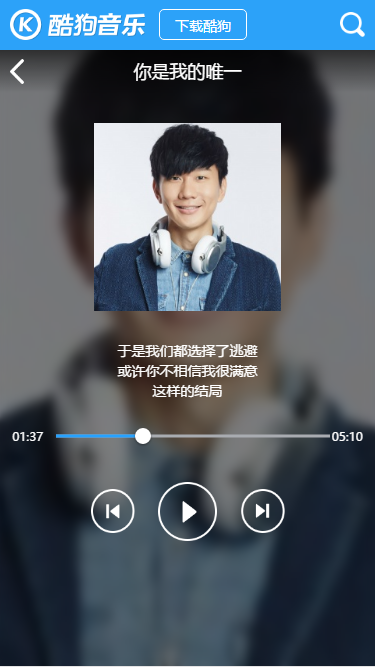 酷狗音乐
下载酷狗
你是我的唯一
于是我们都选择了逃避
或许你不相信我很满意
这样的结局
01:37
05:10